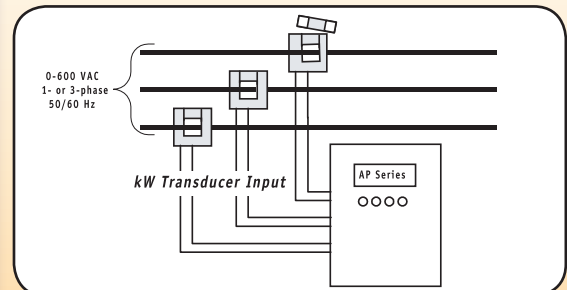 0-600 VAC
1- or 3-phase
50/60 Hz
kW Transducer Input
AP Series